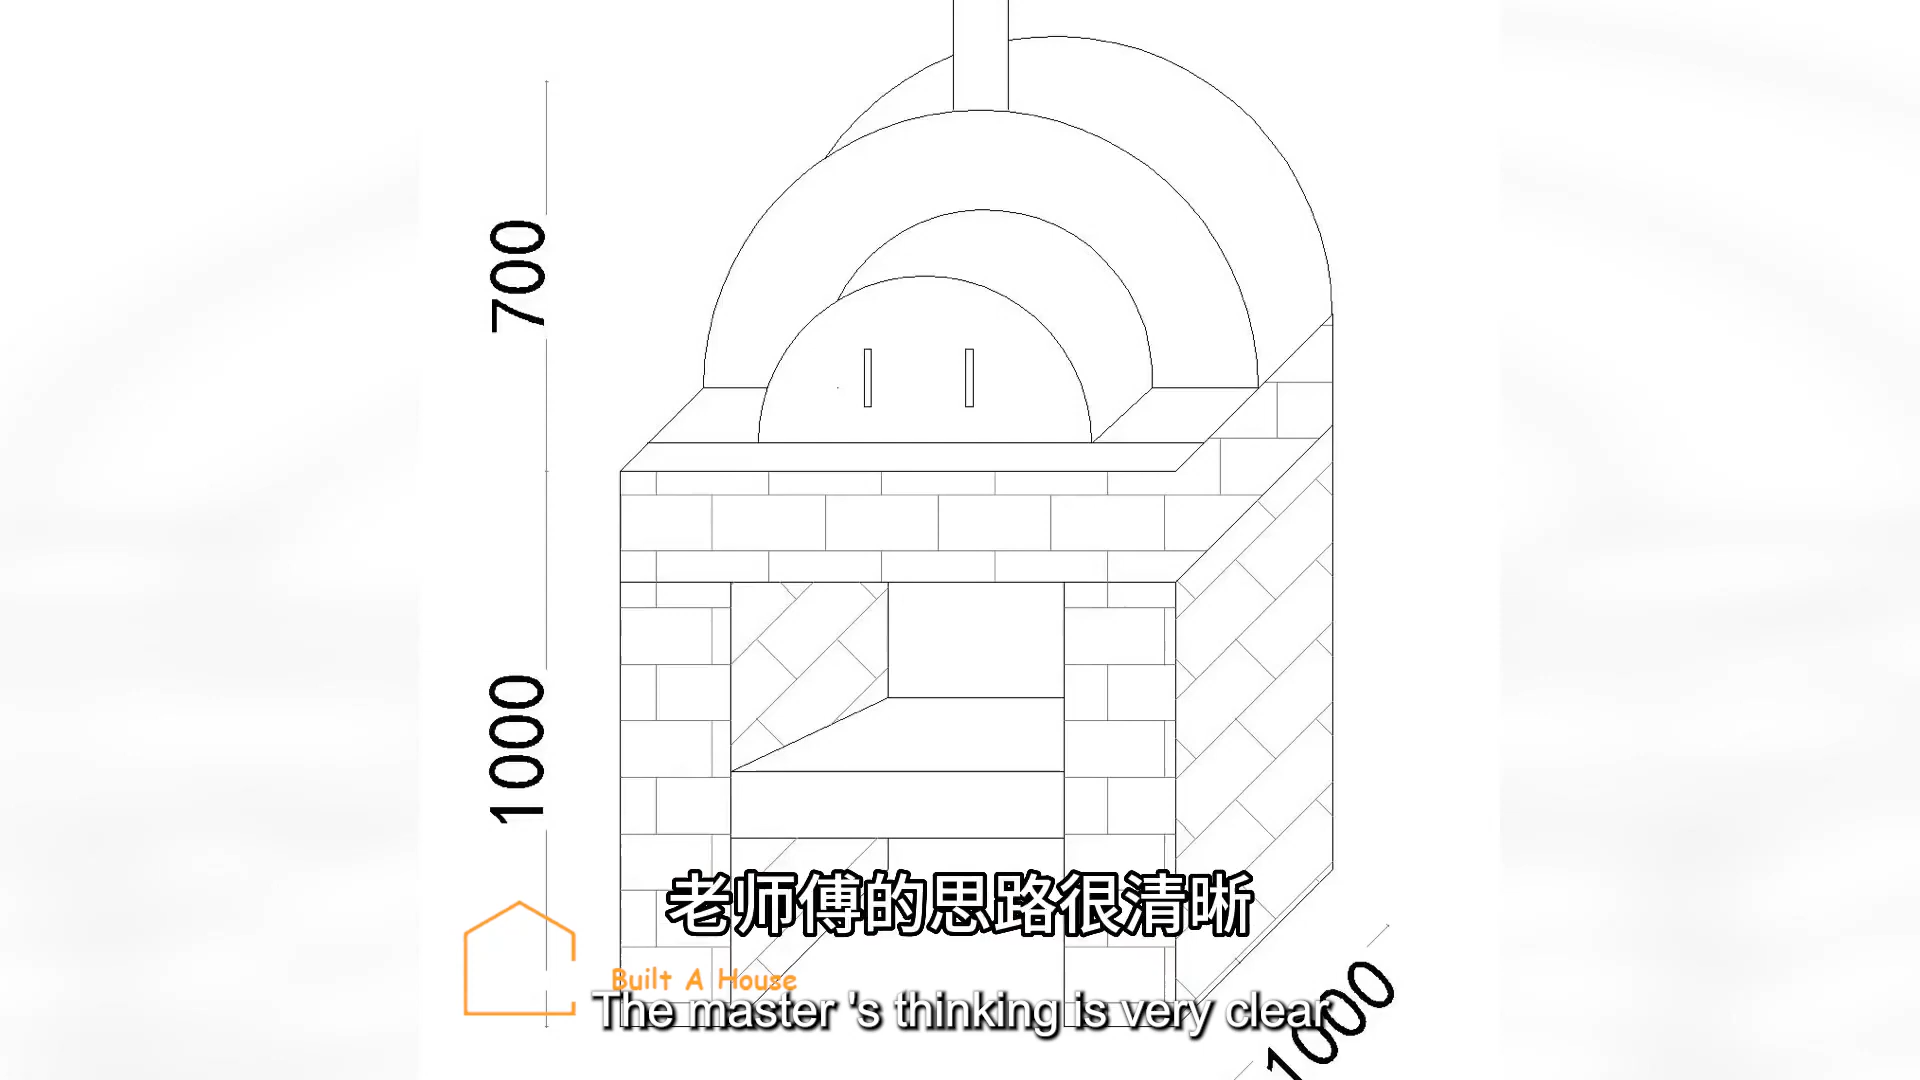 700
1000
老师傅的思路很清晰
Built A House
The master 's thinking is very clear
1000